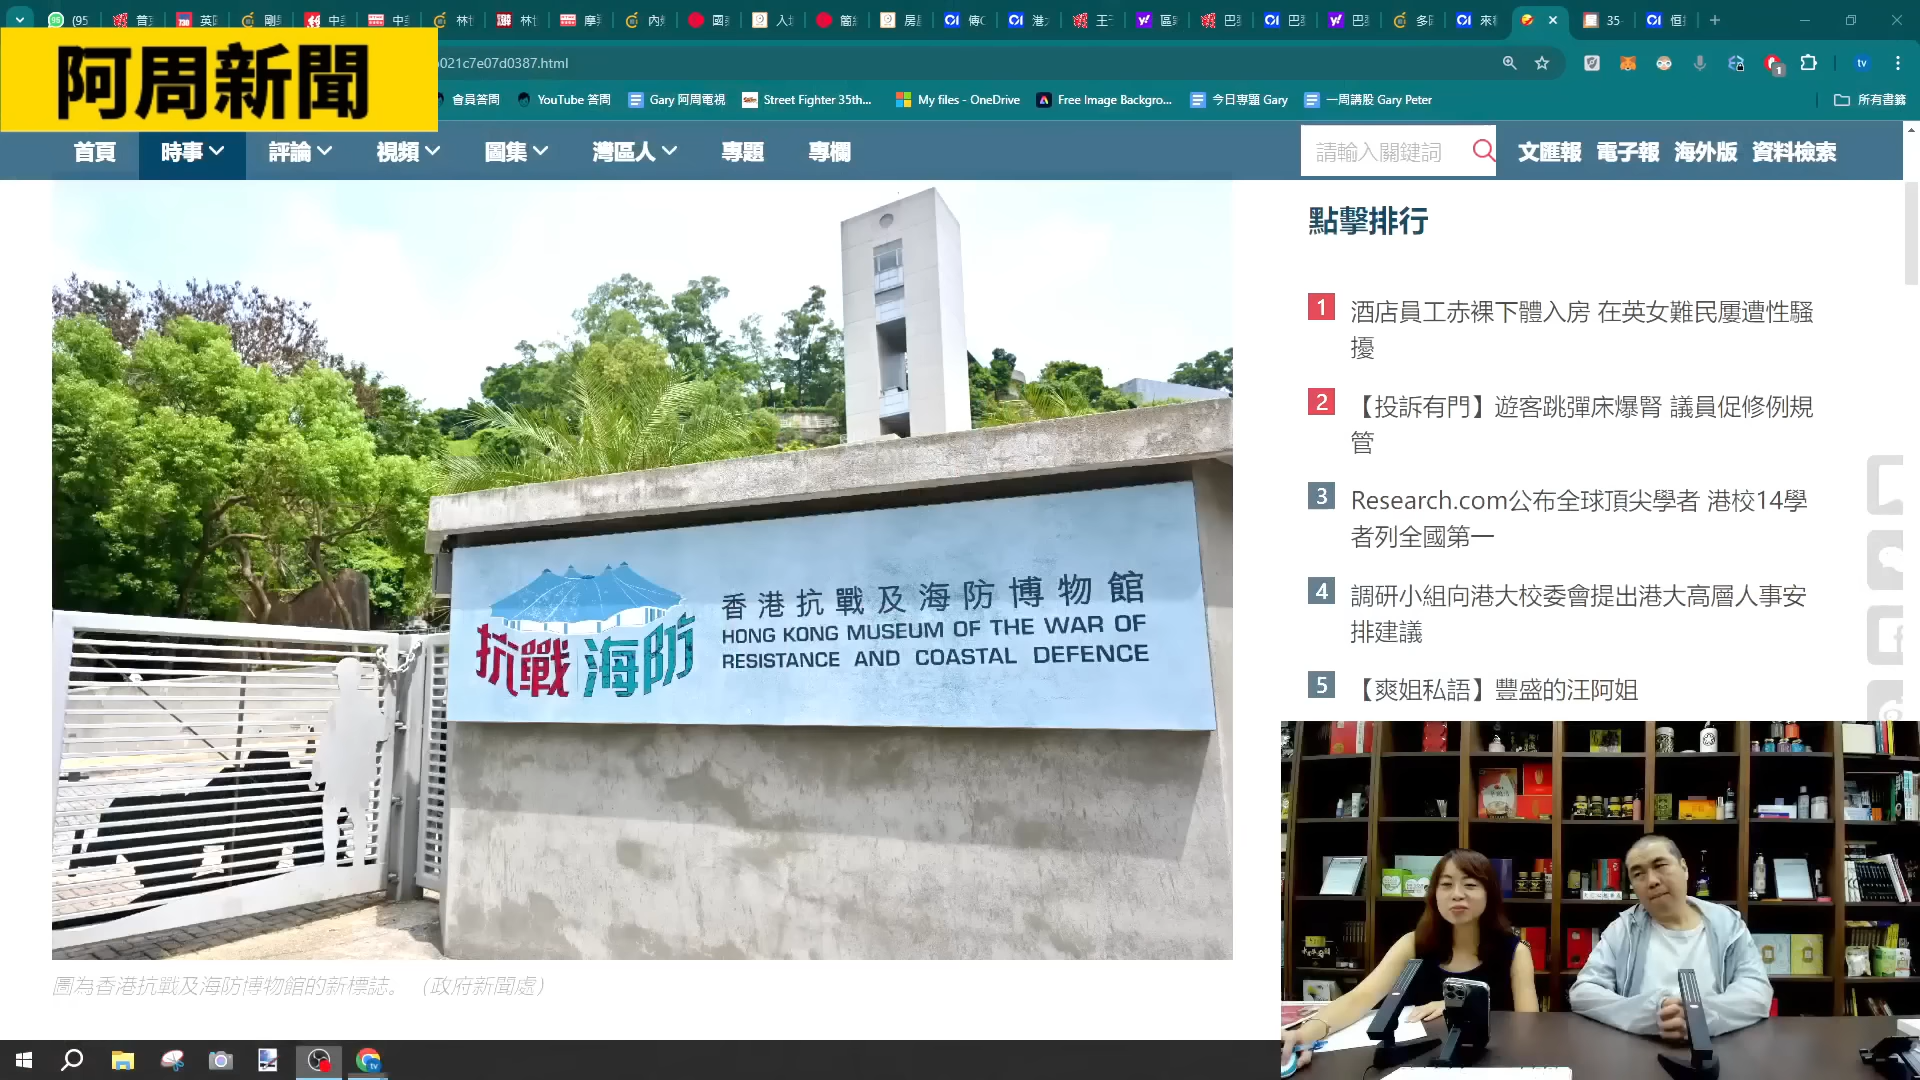 阿周新聞
b021c7e07d0387.html
會員答問
YouTube 答問
Gary 阿周電視
Street Fighter 35th...
My files - OneDrive
Free Image Backgro...
今日專題 Gary
一周講股 Gary Peter
所有書籤
首頁
時事
評論
視頻
圖集
灣區人
專題
專欄
請輸入關鍵詞
文匯報
電子報
海外版
資料檢索
抗戰海防
香港抗戰及海防博物館
HONG KONG MUSEUM OF THE WAR OF
RESISTANCE AND COASTAL DEFENCE
圖為香港抗戰及海防博物館的新標誌。（政府新聞處）
點擊排行
1
酒店員工赤裸下體入房 在英女難民屢遭性騷
擾
2
【投訴有門】遊客跳彈床爆腎 議員促修例規
管
3
Research.com公布全球頂尖學者 港校14學
者列全國第一
4
調研小組向港大校委會提出港大高層人事安
排建議
5
【爽姐私語】豐盛的汪阿姐